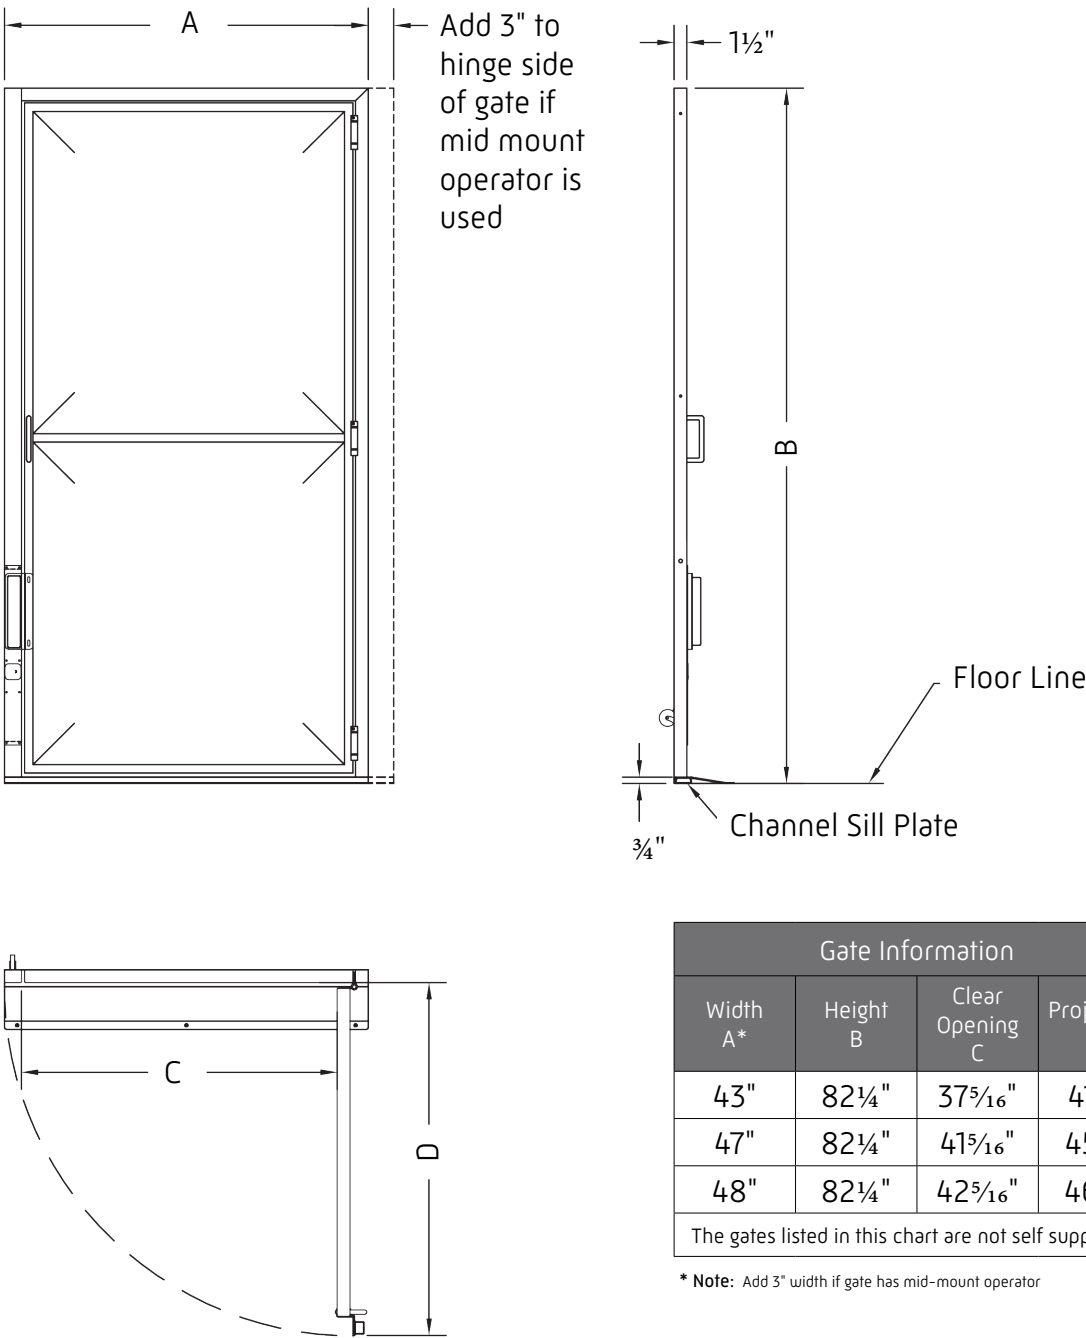 A
Add 3" to
hinge side
of gate if
mid mount
operator is
used
1½"
B
Floor Line
Channel Sill Plate
¾"
C
D
Gate Information
Width
A*
Height
B
Clear
Opening
C
43" 82¼" 37⁵⁄₁₆"
47" 82¼" 41⁵⁄₁₆"
48" 82¼" 42⁵⁄₁₆"
The gates listed in this chart are not self
* Note: Add 3" width if gate has mid-mount operator